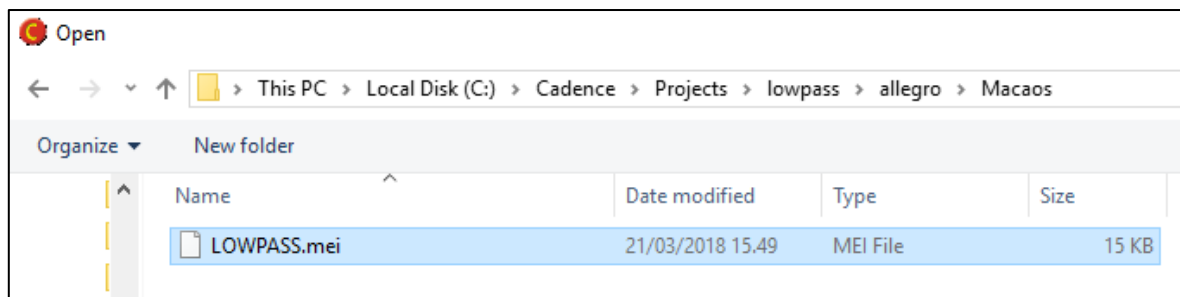 Open
This PC > Local Disk (C:) > Cadence > Projects > lowpass > allegro > Macaos
Organize New folder
Name Date modified Type Size
LOWPASS.mei 21/03/2018 15.49 MEI File 15 KB